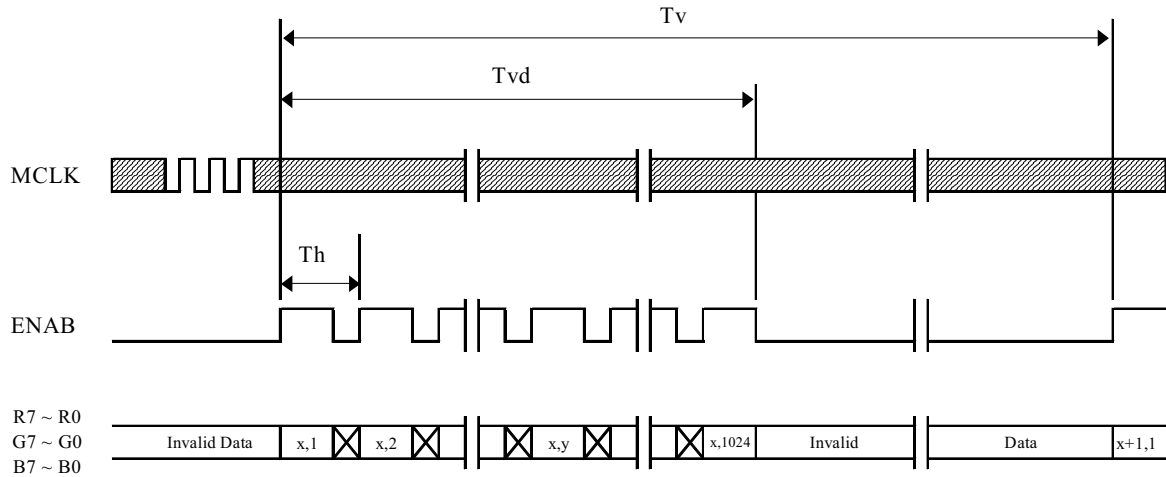 Tv
Tvd
MCLK
Th
ENAB
R7 ~ R0
G7 ~ G0
B7 ~ B0
Invalid Data
x,1
x,2
x,y
x,1024
Invalid
Data
x+1,1